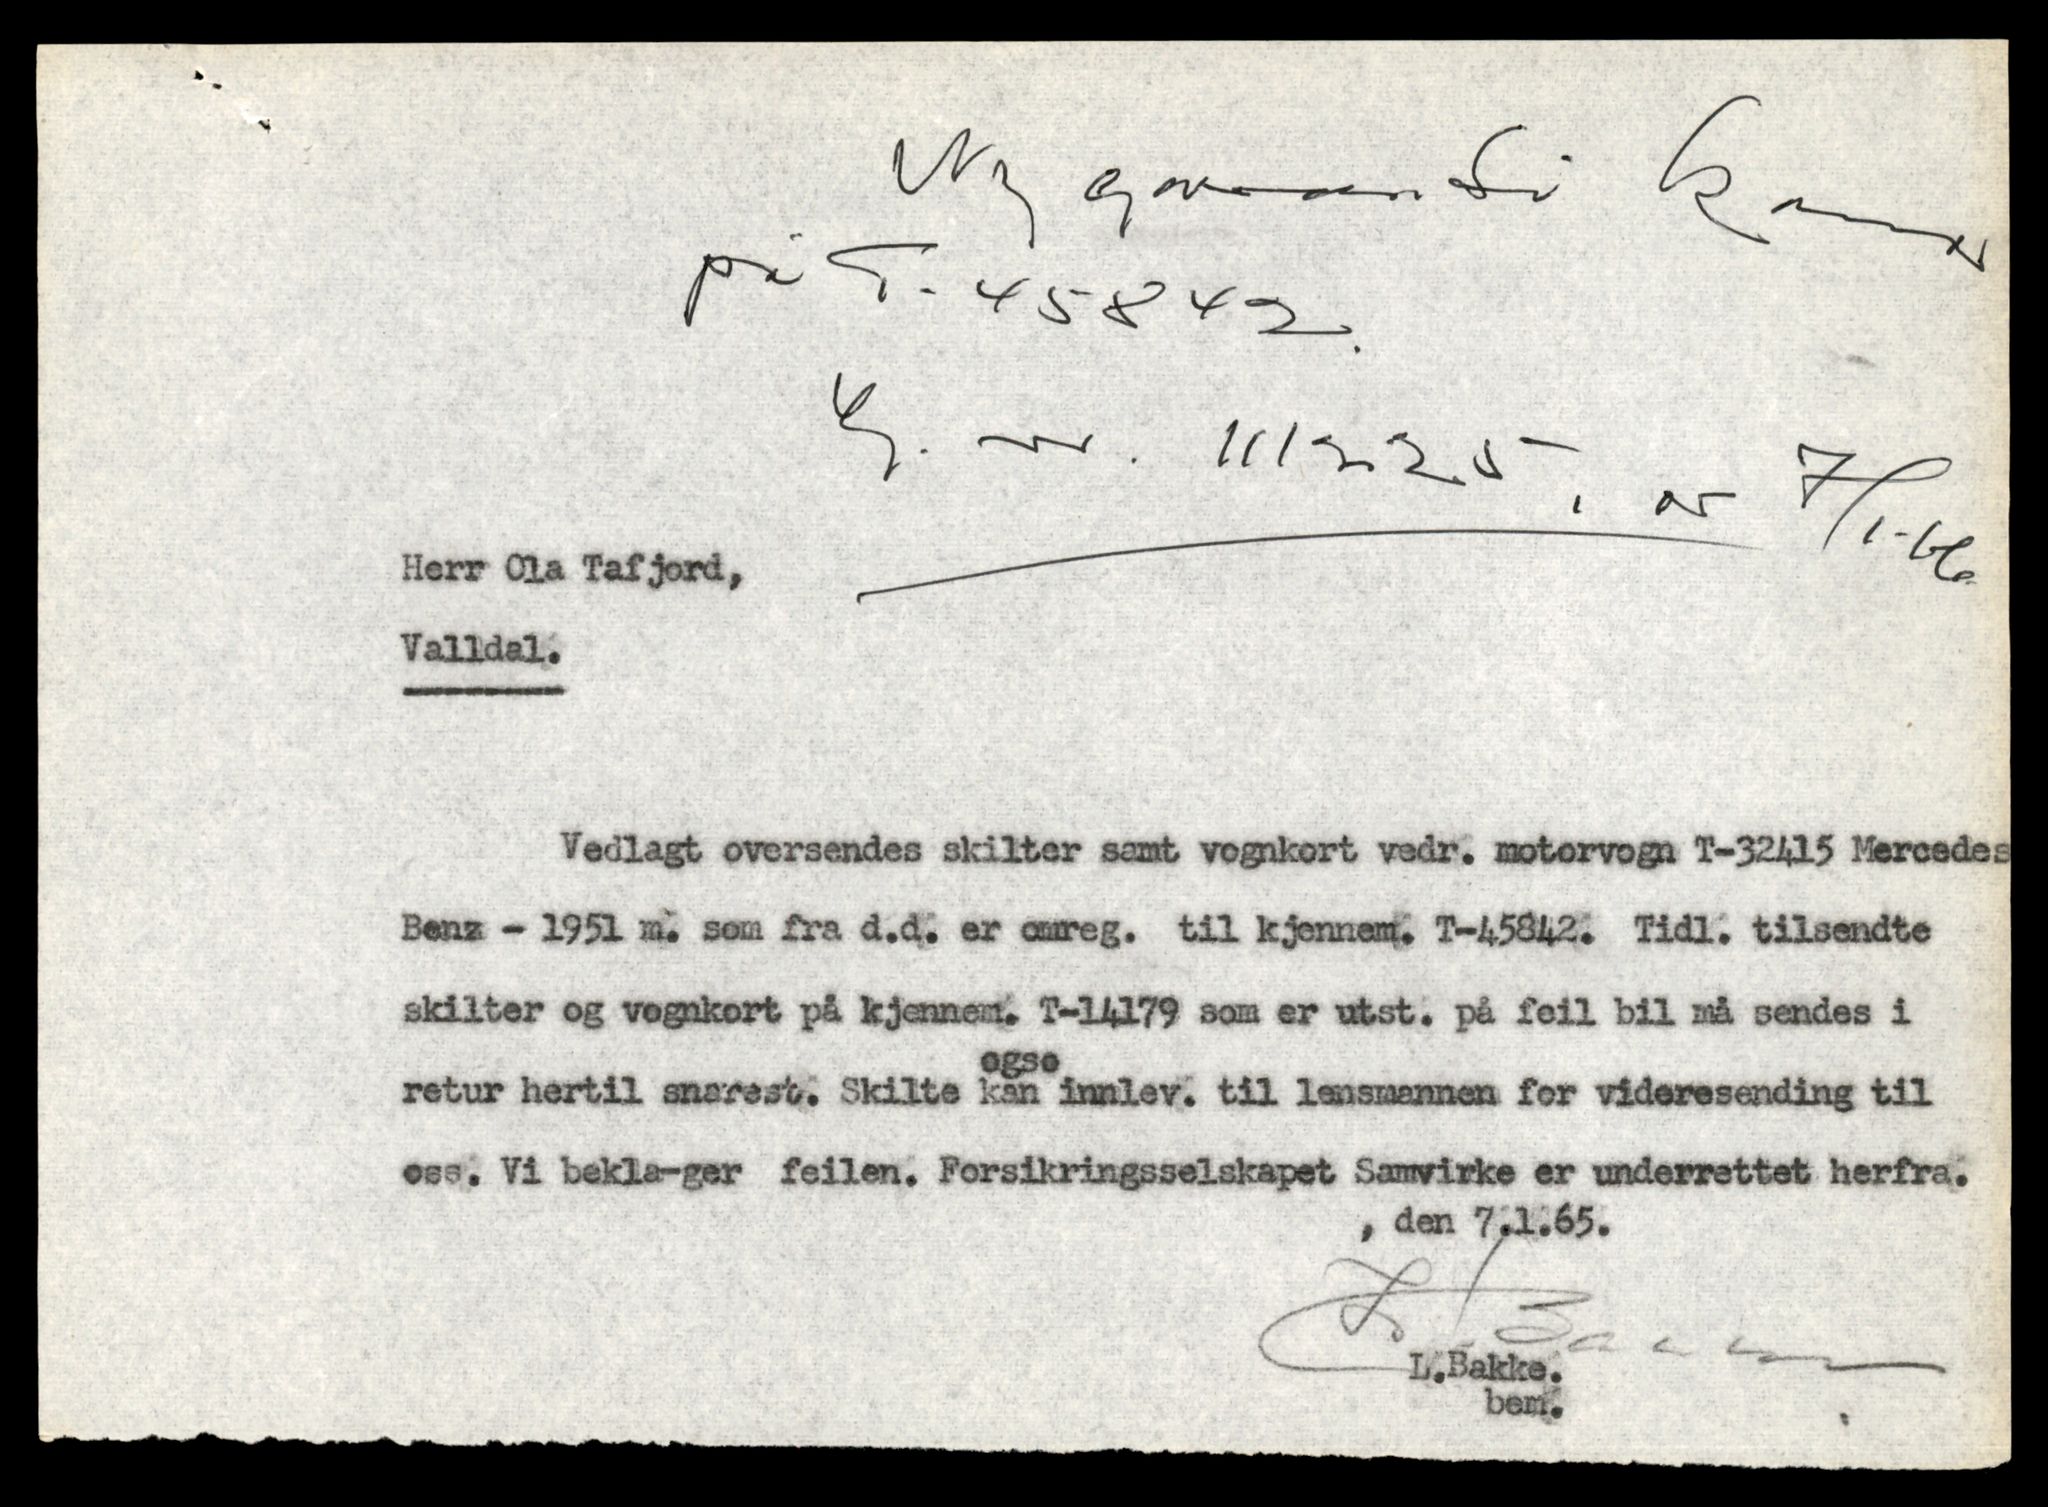 Ny garanti
på T-45842.
nr. 111225, av 7/1-66.
Herr Ola Tafjord,
Valldal.
Vedlagt oversendes skilter samt vognkort vedr. motorvogn T-32415 Mercedes
Benz - 1951 m. som fra d.d. er omreg. til kjennem. T-45842. Tidl. tilsendte
skilter og vognkort på kjennem. T-14179 som er utst. på feil bil må sendes i
ogso
retur hertil snarest. Skilte kan innlev. til lensmannen for videresending til
oss. Vi bekla-ger feilen. Forsikringsselskapet Samvirke er underrettet herfra.
, den 7.1.65.
L. Bakke
L.Bakke.
bem.